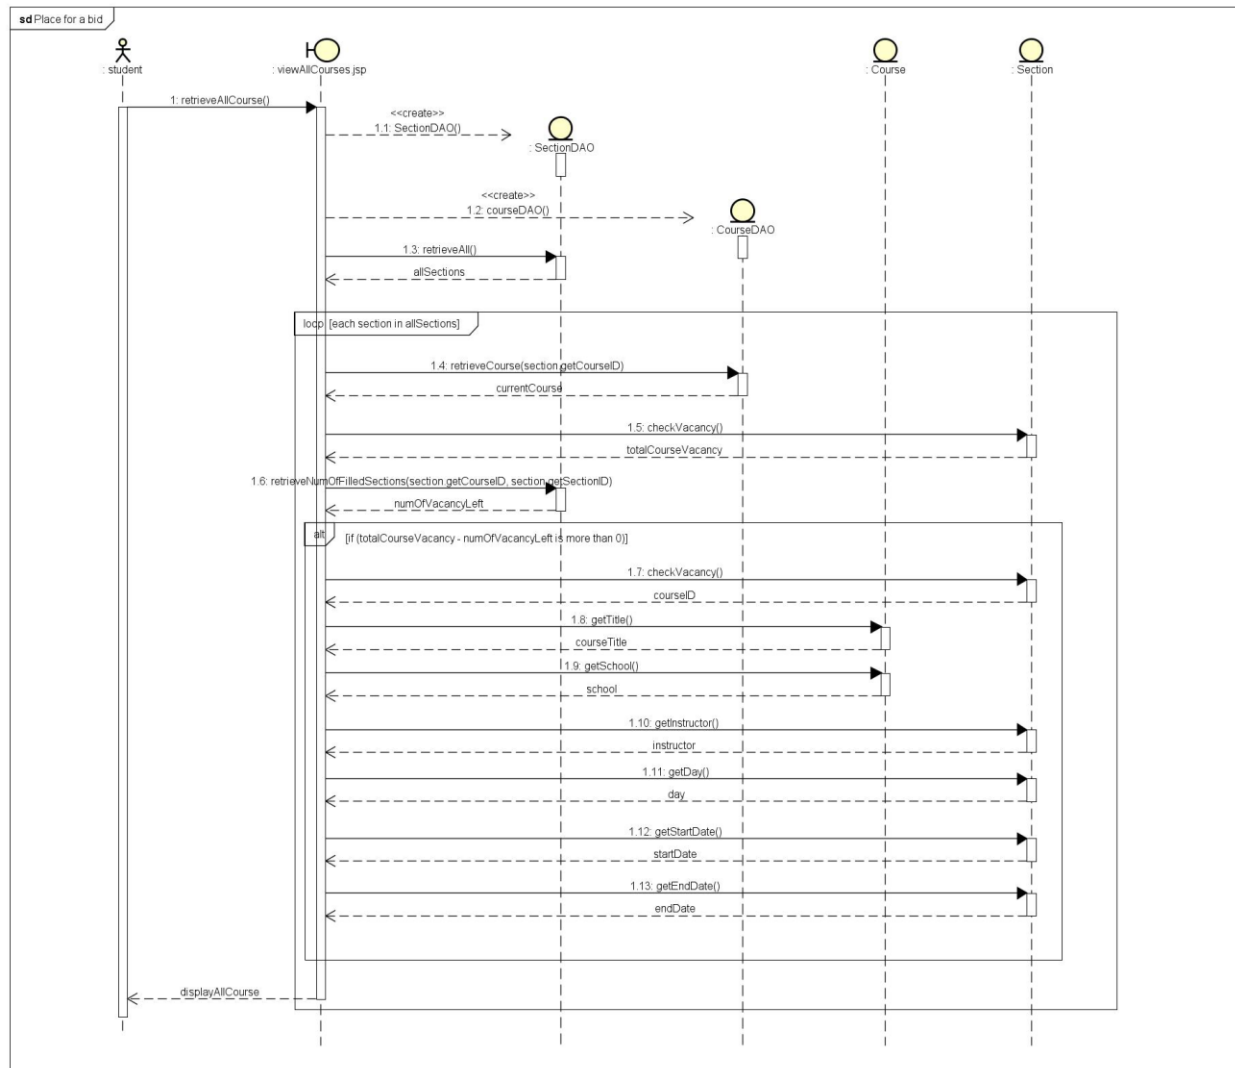 sd Place for a bid
: student
: viewAllCourses.jsp
: Course
: Section
1: retrieveAllCourse()
<<create>>
1.1: SectionDAO()
: SectionDAO
<<create>>
1.2: courseDAO()
: CourseDAO
1.3: retrieveAll()
allSections
loop [each section in allSections]
1.4: retrieveCourse(section.getCourseID)
currentCourse
1.5: checkVacancy()
totalCourseVacancy
1.6: retrieveNumOfFilledSections(section.getCourseID, section.getSectionID)
numOfVacancyLeft
alt [if (totalCourseVacancy - numOfVacancyLeft is more than 0)]
1.7: checkVacancy()
courseID
1.8: getTitle()
courseTitle
1.9: getSchool()
school
1.10: getInstructor()
instructor
1.11: getDay()
day
1.12: getStartDate()
startDate
1.13: getEndDate()
endDate
displayAllCourse